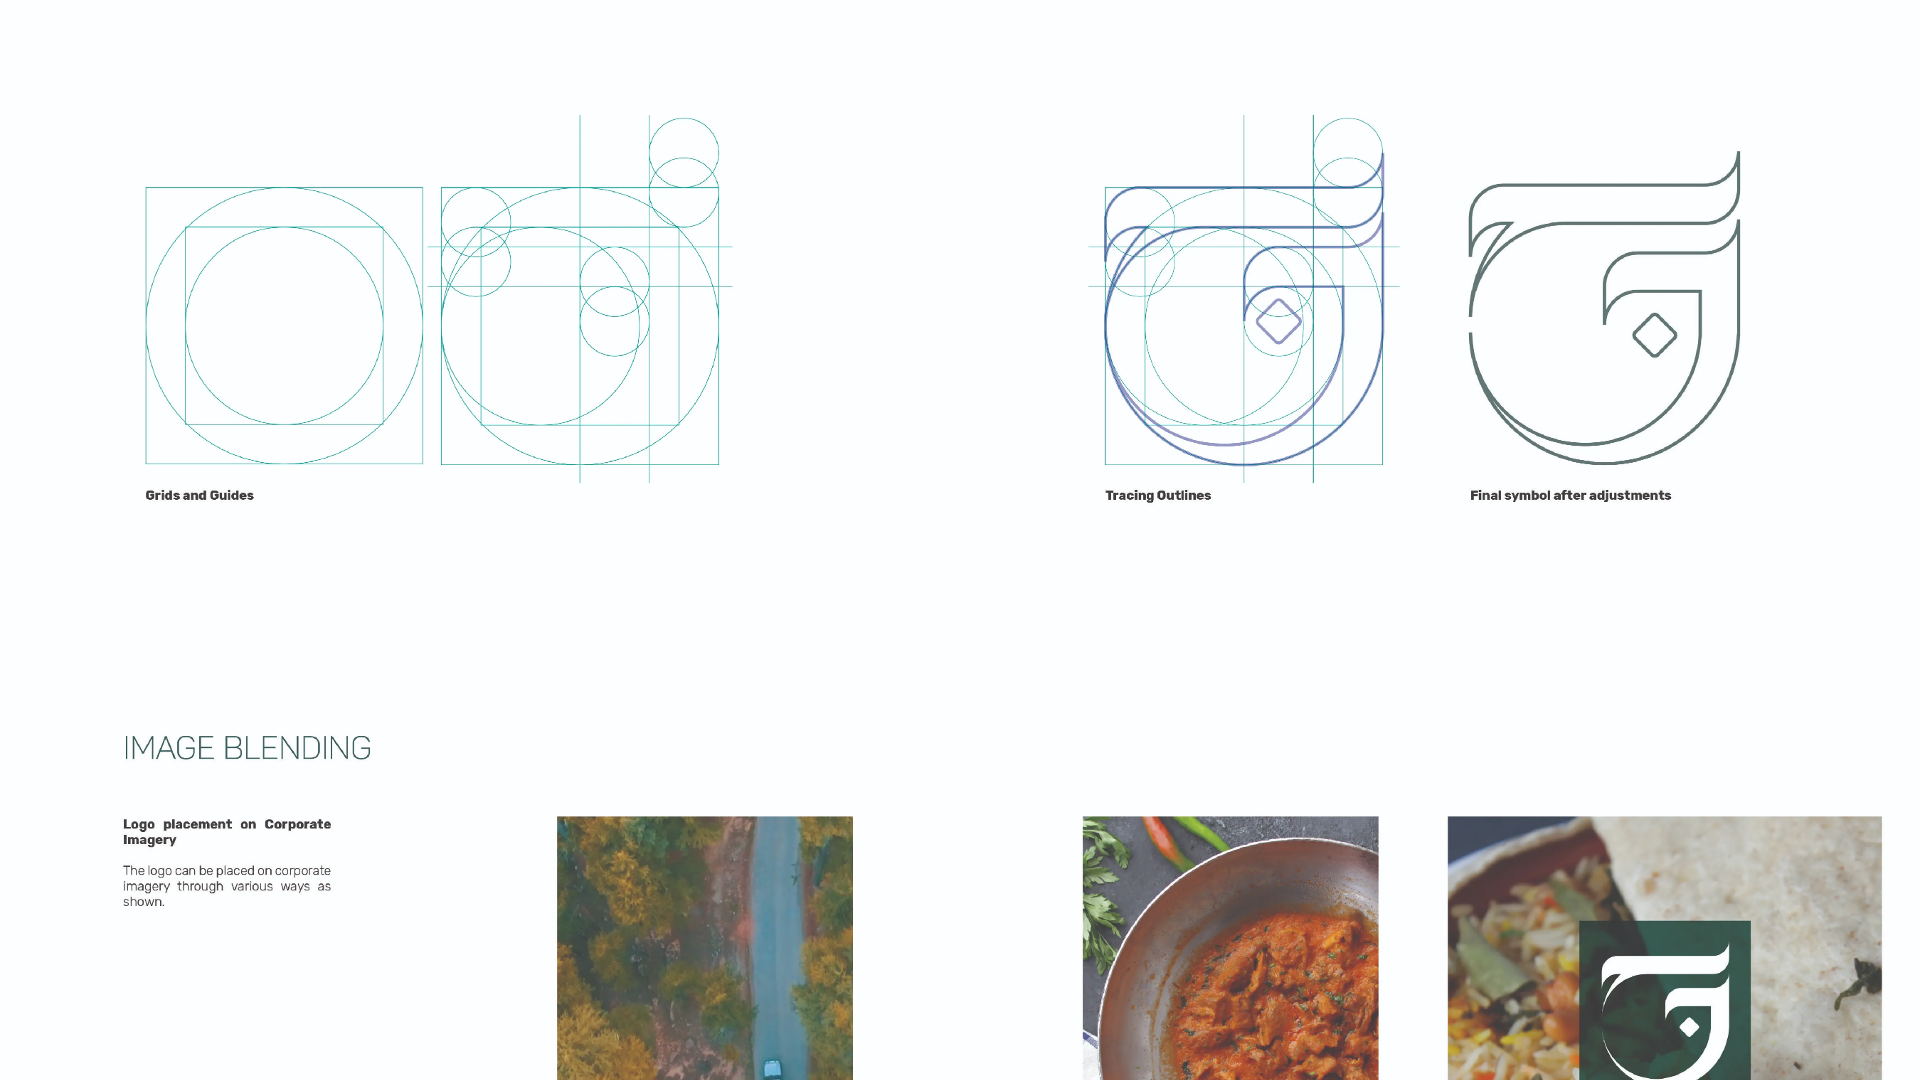 Grids and Guides
Tracing Outlines
Final symbol after adjustments
IMAGE BLENDING
Logo placement on Corporate
Imagery
The logo can be placed on corporate
imagery through various ways as
shown.